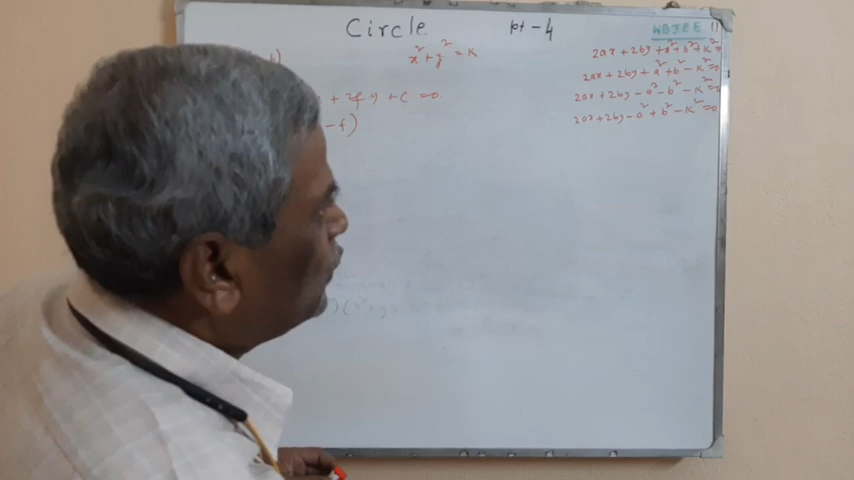 Circle pt-4 WBJEE 11
x²+y² = k
2ax+2by+a²+b²+k²=0
2ax+2by+a²+b²-k²=0
2ax+2by-a²-b²-k²=0
2ax+2by-a²+b²-k²=0
+ 2fy + c = 0
-f)